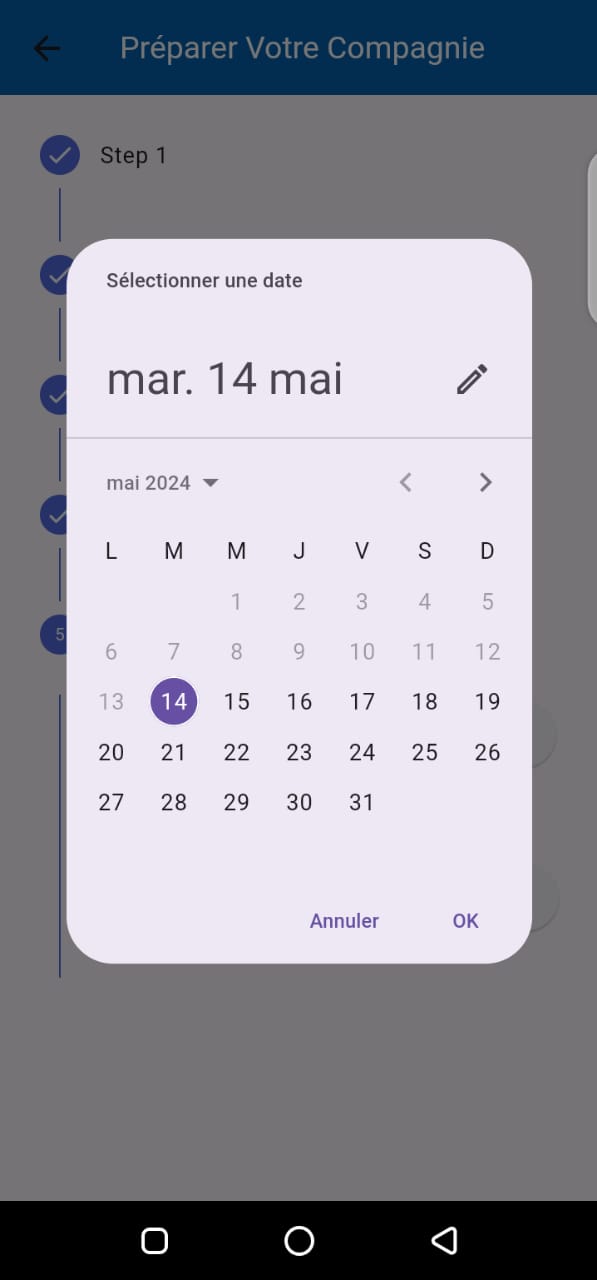 Préparer Votre Compagnie
Step 1
Sélectionner une date
mar. 14 mai
mai 2024
L M M J V S D
1 2 3 4 5
6 7 8 9 10 11 12
13 14 15 16 17 18 19
5
20 21 22 23 24 25 26
27 28 29 30 31
Annuler OK